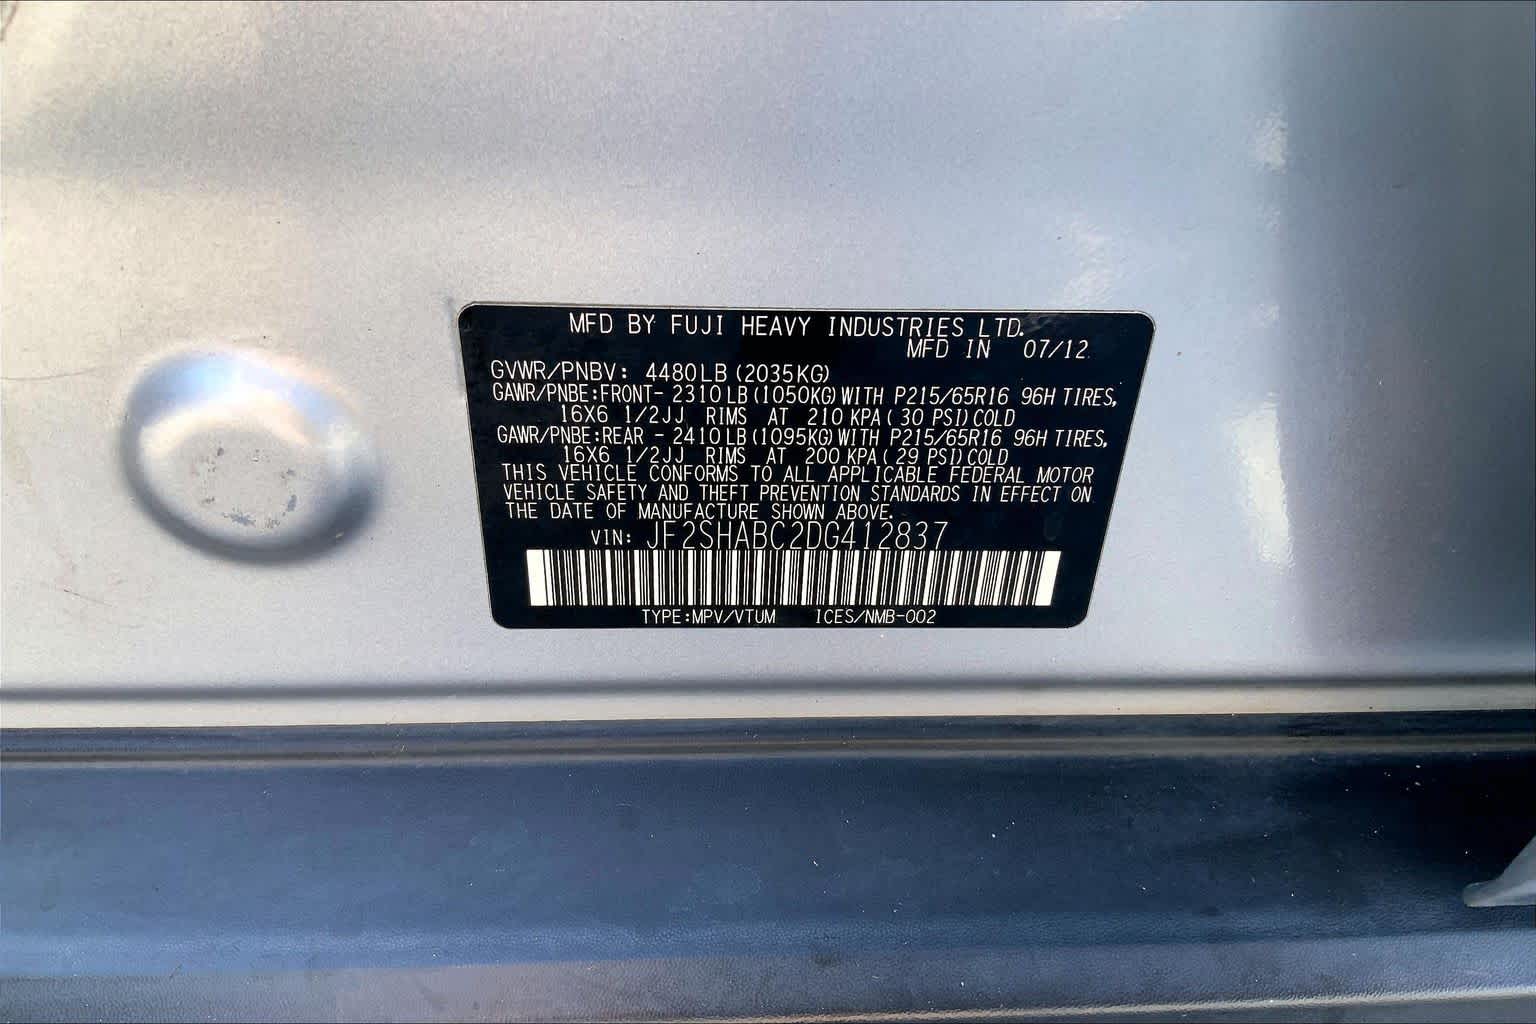 MFD BY FUJI HEAVY INDUSTRIES LTD.
MFD IN 07/12
GVWR/PNBV: 4480LB (2035KG)
GAWR/PNBE:FRONT- 2310LB (1050KG) WITH P215/65R16 96H TIRES,
16X6 1/2JJ RIMS AT 210 KPA ( 30 PSI) COLD
GAWR/PNBE:REAR - 2410LB (1095KG) WITH P215/65R16 96H TIRES,
16X6 1/2JJ RIMS AT 200 KPA ( 29 PSI) COLD
THIS VEHICLE CONFORMS TO ALL APPLICABLE FEDERAL MOTOR
VEHICLE SAFETY AND THEFT PREVENTION STANDARDS IN EFFECT ON
THE DATE OF MANUFACTURE SHOWN ABOVE.
VIN: JF2SHABC2DG412837
TYPE:MPV/VTUM ICES/NMB-002